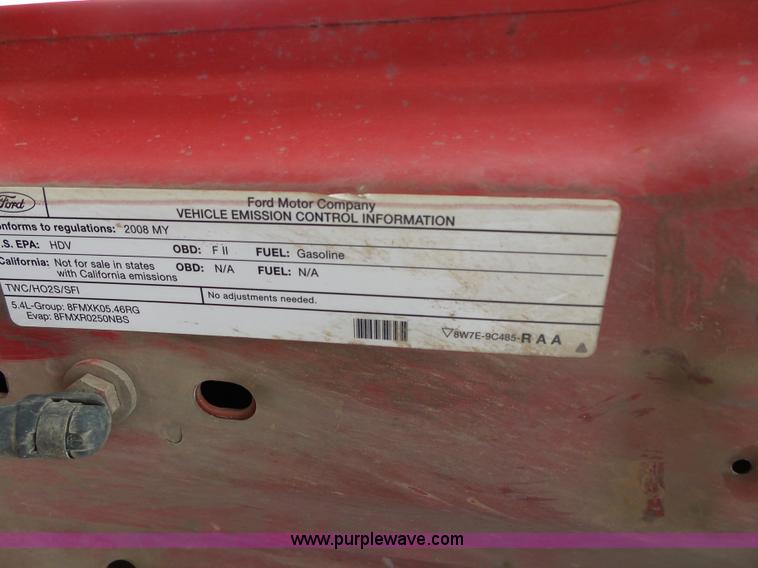 Ford
Ford Motor Company
VEHICLE EMISSION CONTROL INFORMATION
onforms to regulations: 2008 MY
.S. EPA: HDV OBD: F II FUEL: Gasoline
California: Not for sale in states with California emissions OBD: N/A FUEL: N/A
TWC/HO2S/SFI
No adjustments needed.
5.4L-Group: 8FMXK05.46RG
Evap: 8FMXR0250NBS
8W7E-9C485-RAA
www.purplewave.com